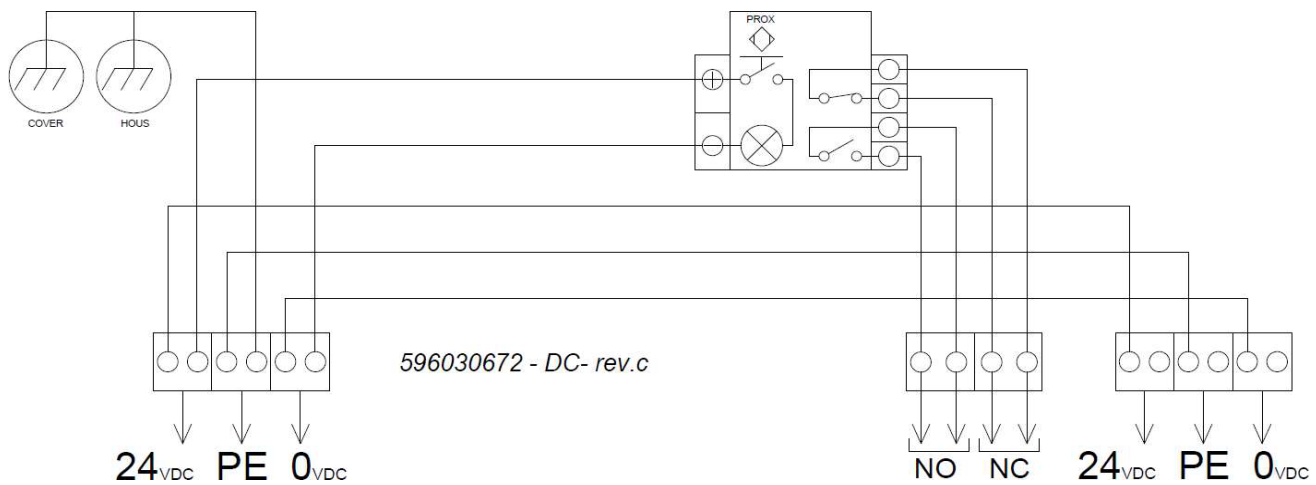 PROX
COVER
HOUS
596030672 - DC- rev.c
24VDC PE 0VDC
NO NC
24VDC PE 0VDC